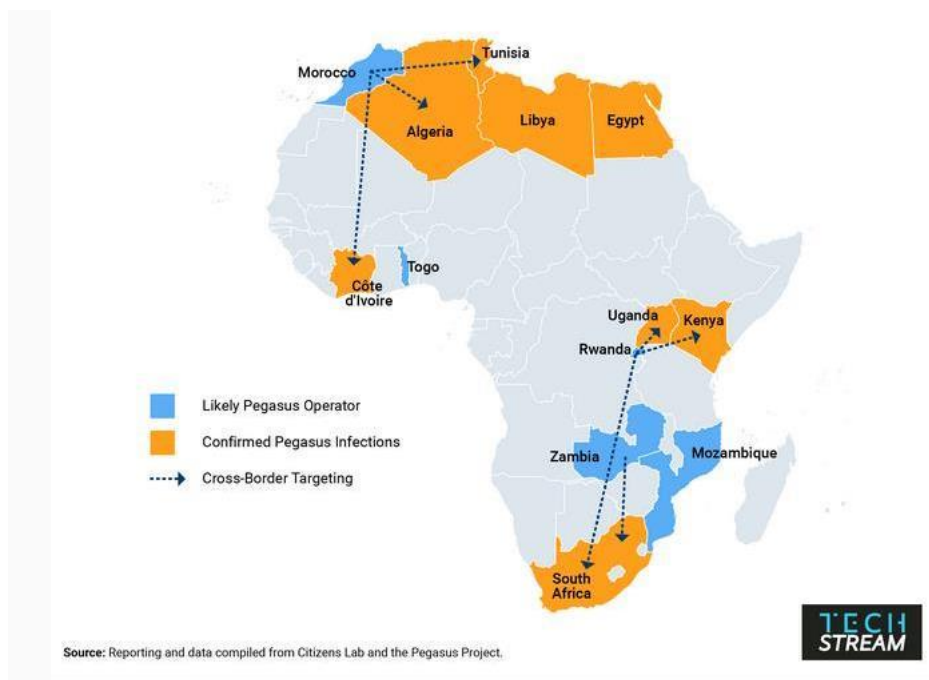 Tunisia
Morocco
Algeria
Libya
Egypt
Togo
Côte
d'Ivoire
Uganda
Kenya
Rwanda
Likely Pegasus Operator
Confirmed Pegasus Infections
Zambia
Mozambique
Cross-Border Targeting
South
Africa
TECH
STREAM
Source: Reporting and data compiled from Citizens Lab and the Pegasus Project.